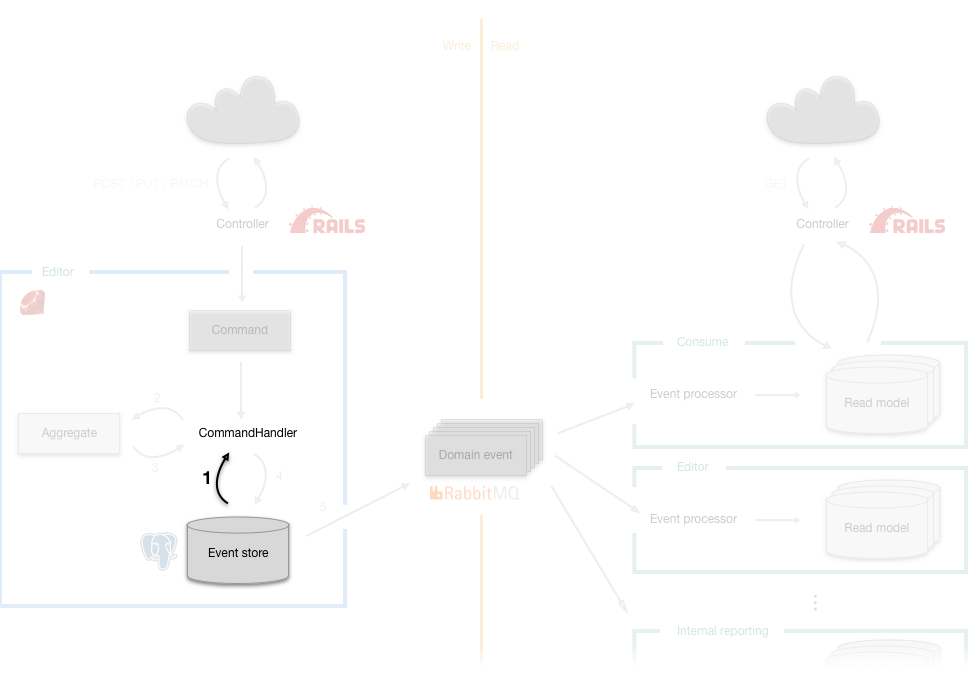 Write
Read
POST / PUT / PATCH
GET
Controller
RAILS
Controller
RAILS
Editor
Command
Consume
Event processor
Read model
2
Aggregate
CommandHandler
3
1
4
Domain event
RabbitMQ
5
Editor
Event processor
Read model
Event store
Internal reporting